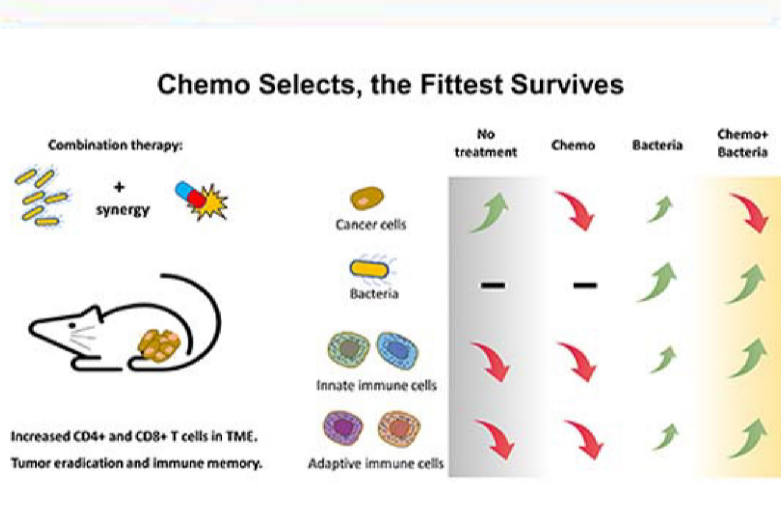 Chemo Selects, the Fittest Survives
Combination therapy:
+
synergy
No
treatment
Chemo
Bacteria
Chemo+
Bacteria
Cancer cells
Bacteria
Innate immune cells
Adaptive immune cells
Increased CD4+ and CD8+ T cells in TME.
Tumor eradication and immune memory.